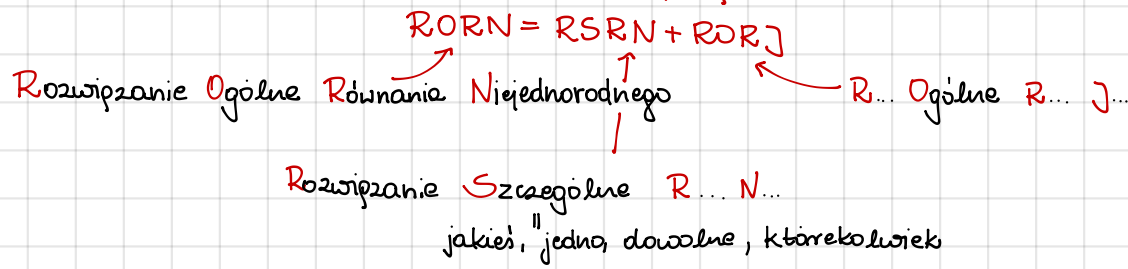 RORN = RSRN + RORJ
Rozwiązanie Ogólne Równania Niejednorodnego R... Ogólne R... J...
Rozwiązanie Szczególne R... N...
jakieś, jedno, dowolne, którekolwiek